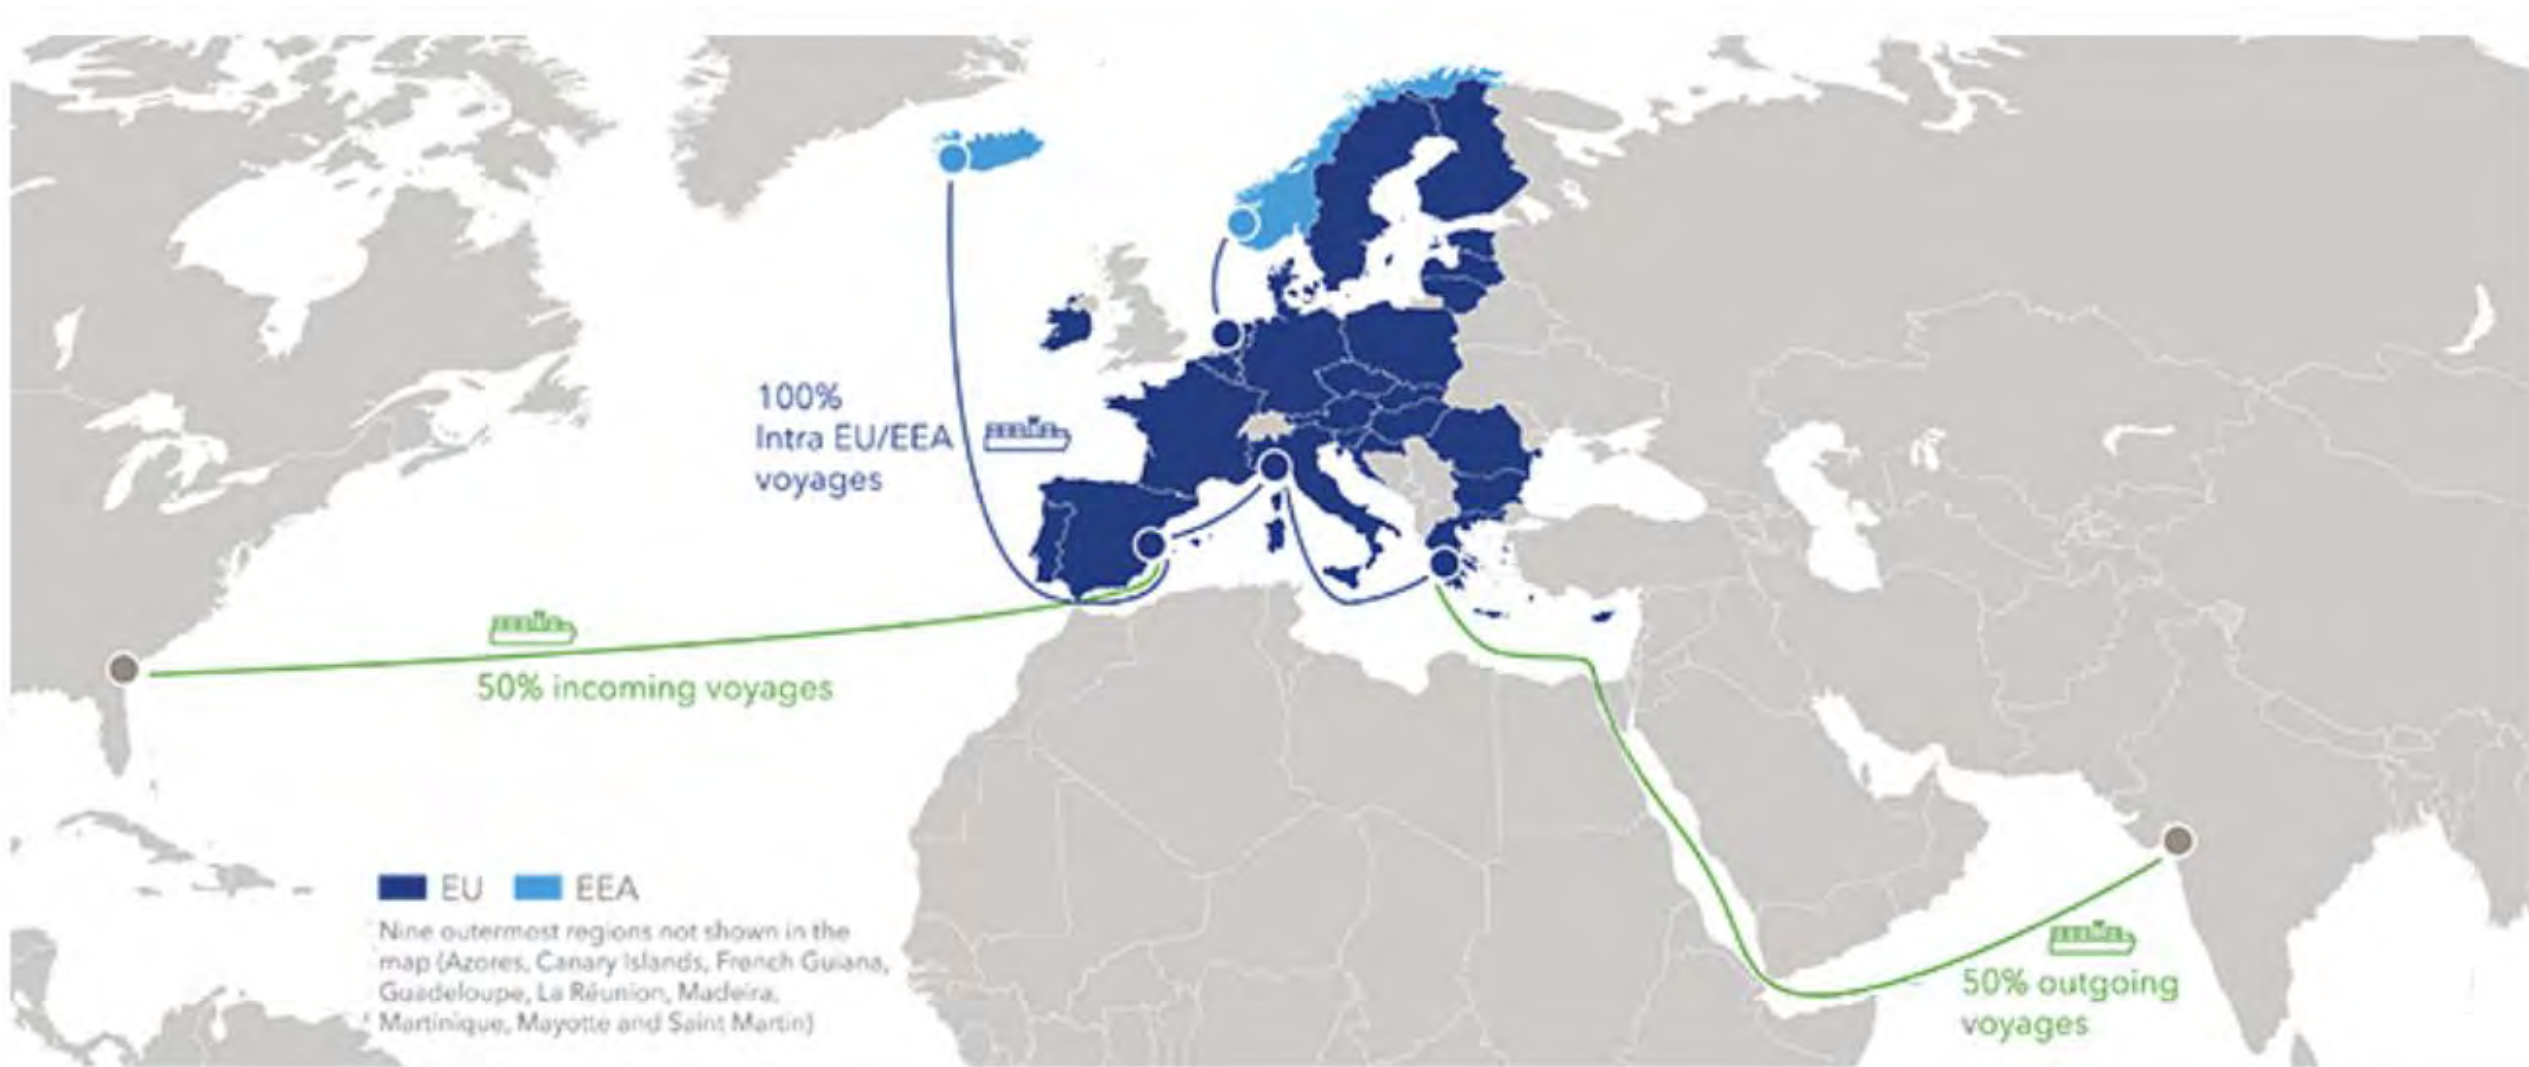 100%
Intra EU/EEA
voyages
50% incoming voyages
EU EEA
Nine outermost regions not shown in the
map (Azores, Canary Islands, French Guiana,
Guadeloupe, La Réunion, Madeira,
Martinique, Mayotte and Saint Martin)
50% outgoing
voyages